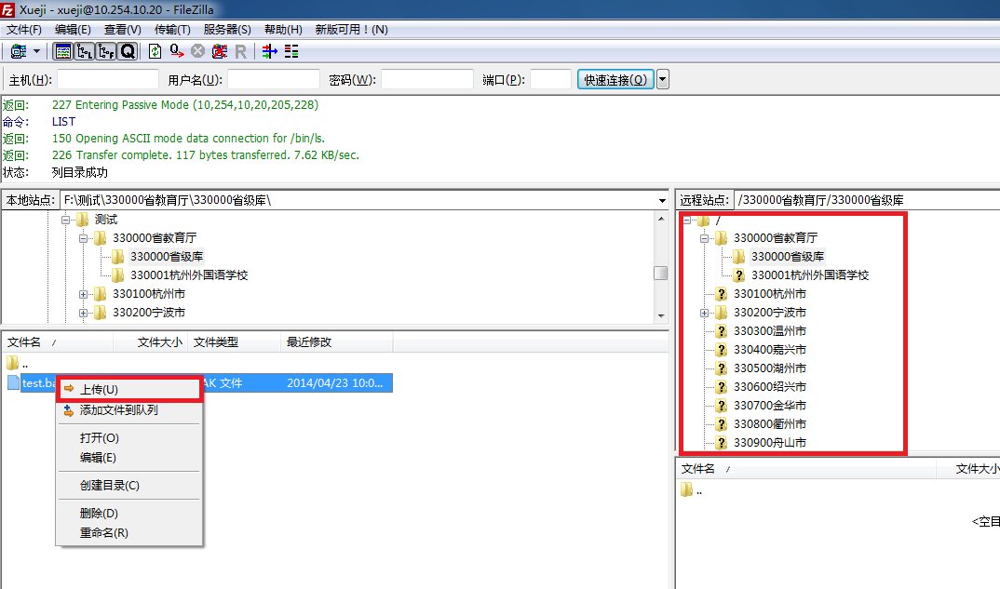 Xueji - xueji@10.254.10.20 - FileZilla
文件(F) 编辑(E) 查看(V) 传输(T) 服务器(S) 帮助(H) 新版可用！(N)
主机(H): 用户名(U): 密码(W): 端口(P): 快速连接(Q)
返回: 227 Entering Passive Mode (10,254,10,20,205,228)
命令: LIST
返回: 150 Opening ASCII mode data connection for /bin/ls.
返回: 226 Transfer complete. 117 bytes transferred. 7.62 KB/sec.
状态: 列目录成功
本地站点: F:\测试\330000省教育厅\330000省级库\
测试
330000省教育厅
330000省级库
330001杭州外国语学校
330100杭州市
330200宁波市
文件名 / 文件大小 文件类型 最近修改
..
test.ba AK 文件 2014/04/23 10:0...
上传(U)
添加文件到队列
打开(O)
编辑(E)
创建目录(C)
删除(D)
重命名(R)
远程站点: /330000省教育厅/330000省级库
/
330000省教育厅
330000省级库
330001杭州外国语学校
330100杭州市
330200宁波市
330300温州市
330400嘉兴市
330500湖州市
330600绍兴市
330700金华市
330800衢州市
330900舟山市
文件名 / 文件大小
..
<空目